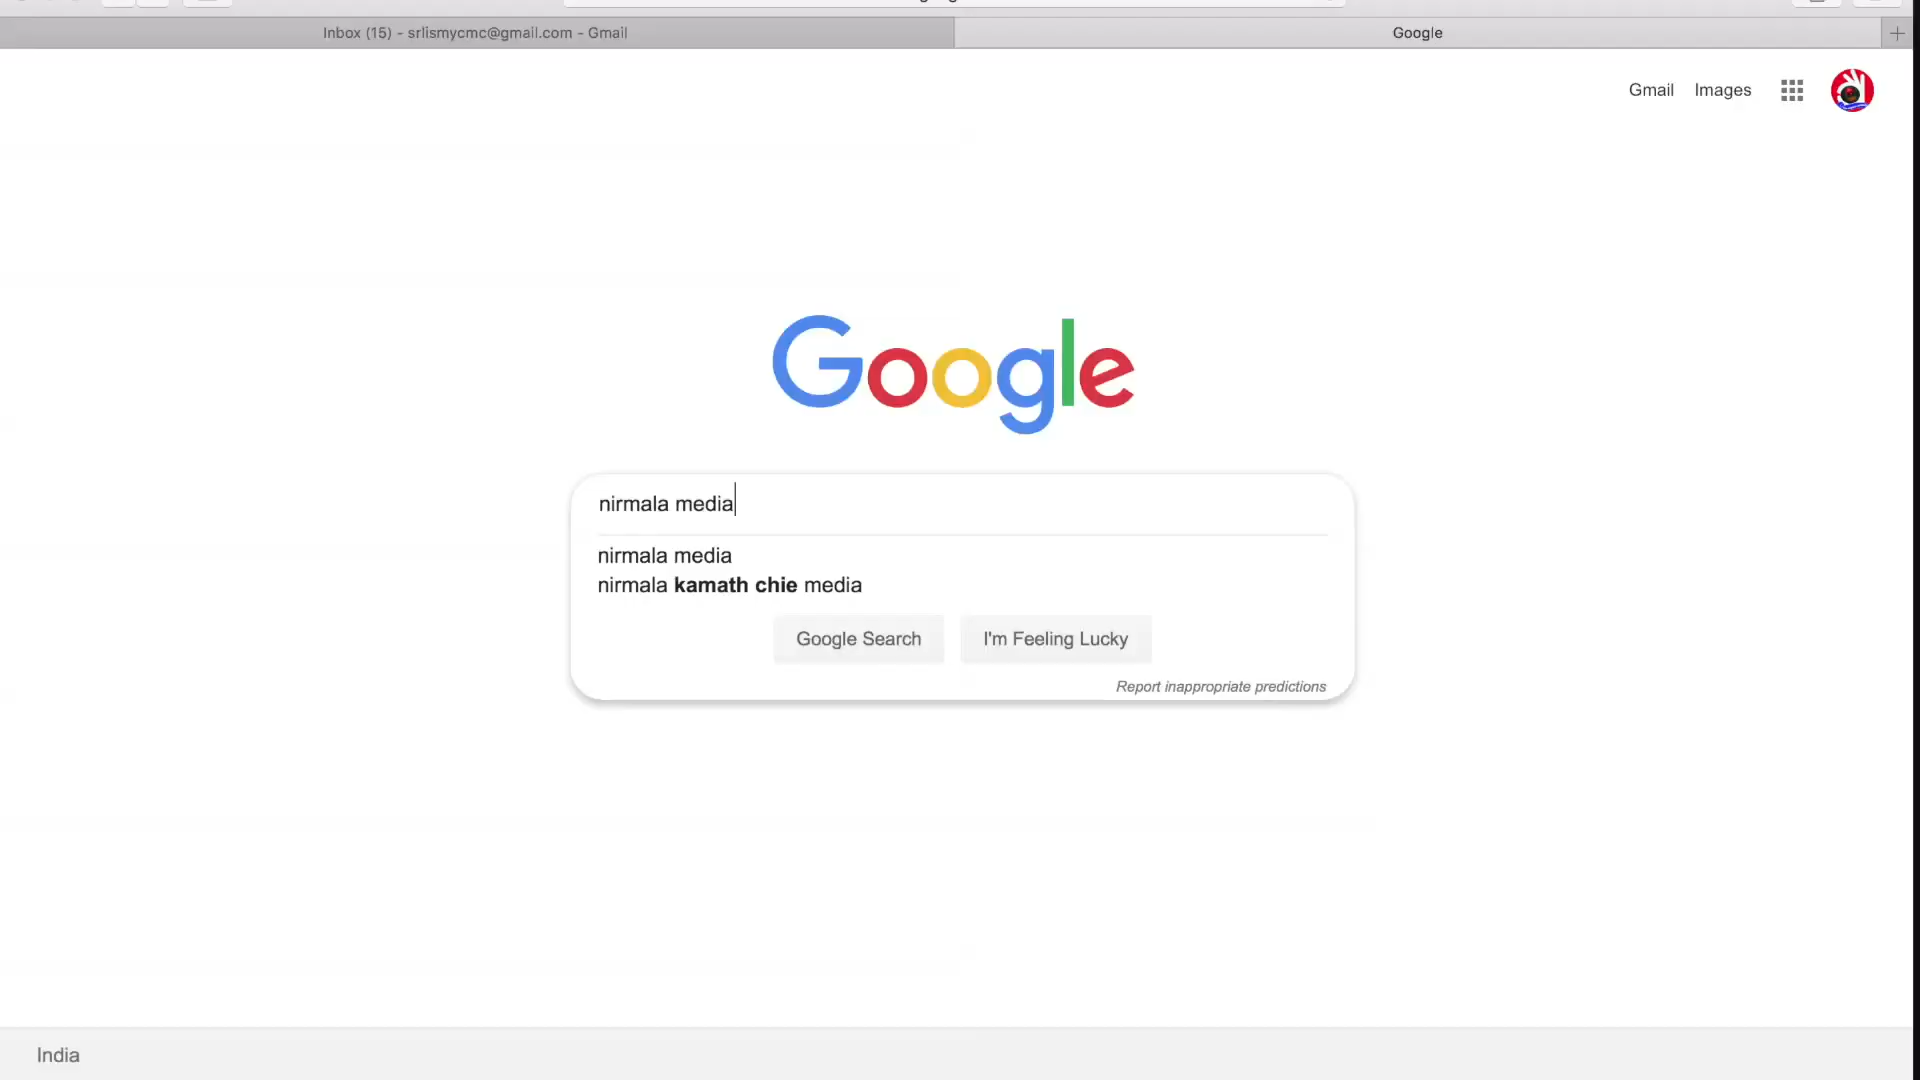 Inbox (15) - srlismycmc@gmail.com - Gmail
Google
Gmail Images
Google
nirmala media
nirmala media
nirmala kamath chie media
Google Search
I'm Feeling Lucky
Report inappropriate predictions
India